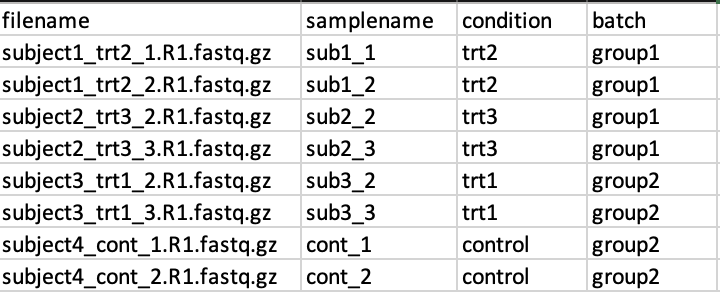 filename samplename condition batch
subject1_trt2_1.R1.fastq.gz sub1_1 trt2 group1
subject1_trt2_2.R1.fastq.gz sub1_2 trt2 group1
subject2_trt3_2.R1.fastq.gz sub2_2 trt3 group1
subject2_trt3_3.R1.fastq.gz sub2_3 trt3 group1
subject3_trt1_2.R1.fastq.gz sub3_2 trt1 group2
subject3_trt1_3.R1.fastq.gz sub3_3 trt1 group2
subject4_cont_1.R1.fastq.gz cont_1 control group2
subject4_cont_2.R1.fastq.gz cont_2 control group2